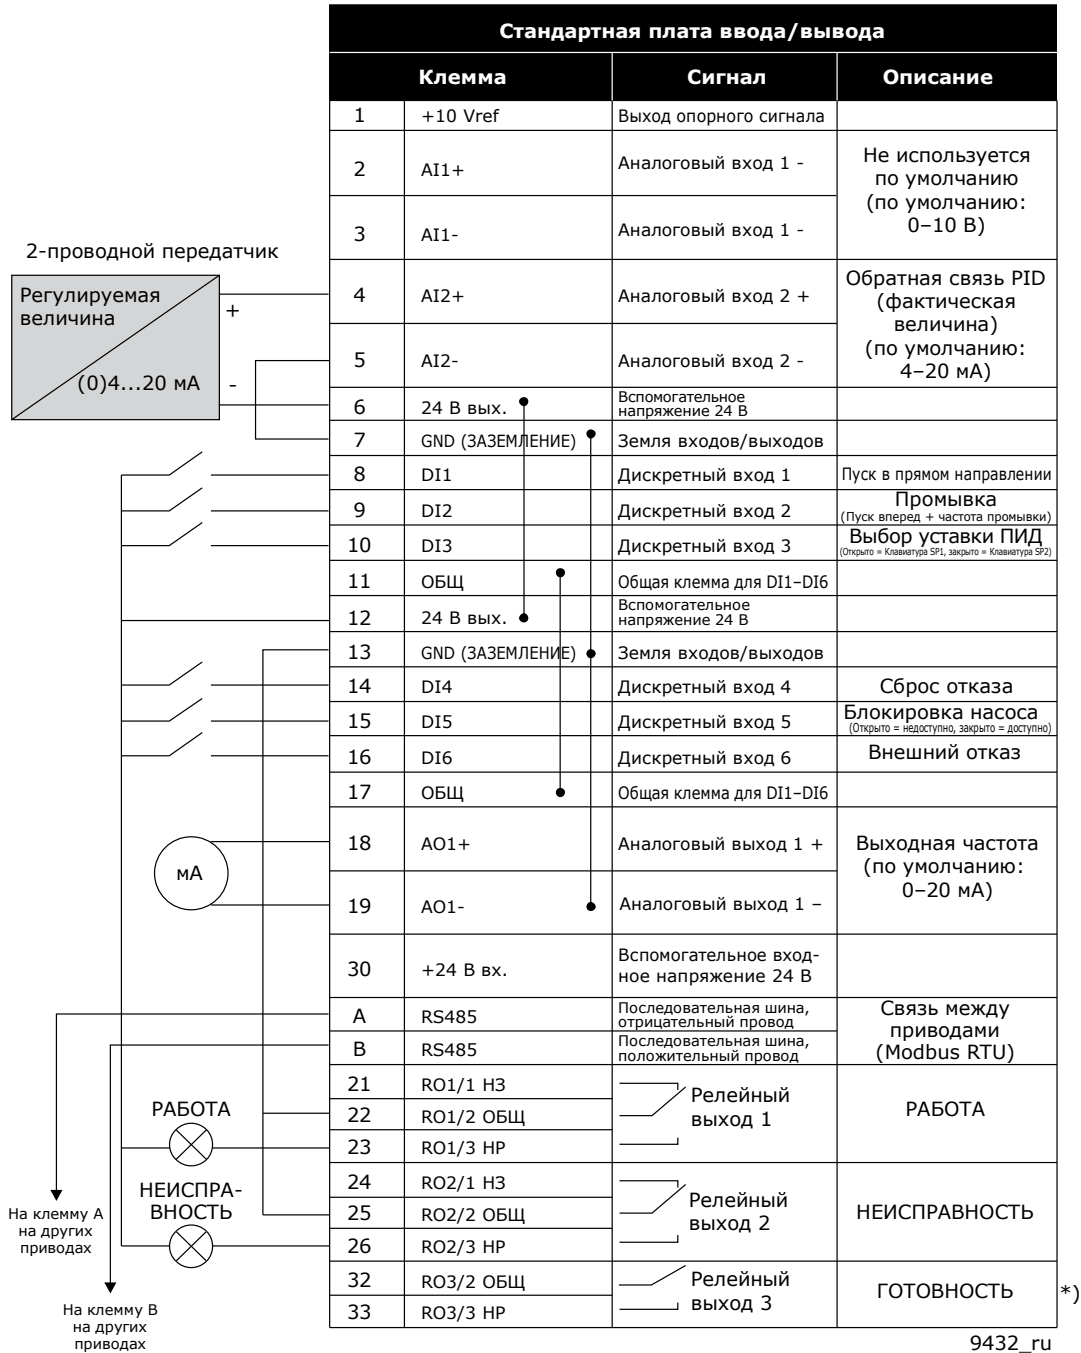 Стандартная плата ввода/вывода
Клемма Сигнал Описание
1 +10 Vref Выход опорного сигнала
2 AI1+ Аналоговый вход 1 -
3 AI1- Аналоговый вход 1 -
Не используется
по умолчанию
(по умолчанию:
0–10 В)
2-проводной передатчик
Регулируемая
величина
(0)4...20 мА
+
-
4 AI2+ Аналоговый вход 2 +
5 AI2- Аналоговый вход 2 -
Обратная связь PID
(фактическая
величина)
(по умолчанию:
4–20 мА)
6 24 В вых. Вспомогательное
напряжение 24 В
7 GND (ЗАЗЕМЛЕНИЕ) Земля входов/выходов
8 DI1 Дискретный вход 1 Пуск в прямом направлении
9 DI2 Дискретный вход 2 Промывка
(Пуск вперед + частота промывки)
10 DI3 Дискретный вход 3 Выбор уставки ПИД
(Открыто = Клавиатура SP1, закрыто = Клавиатура SP2)
11 ОБЩ Общая клемма для DI1–DI6
12 24 В вых. Вспомогательное
напряжение 24 В
13 GND (ЗАЗЕМЛЕНИЕ) Земля входов/выходов
14 DI4 Дискретный вход 4 Сброс отказа
15 DI5 Дискретный вход 5 Блокировка насоса
(Открыто = недоступно, закрыто = доступно)
16 DI6 Дискретный вход 6 Внешний отказ
17 ОБЩ Общая клемма для DI1–DI6
мА
18 AO1+ Аналоговый выход 1 +
19 AO1- Аналоговый выход 1 –
Выходная частота
(по умолчанию:
0–20 мА)
30 +24 В вх. Вспомогательное вход-
ное напряжение 24 В
A RS485 Последовательная шина,
отрицательный провод
B RS485 Последовательная шина,
положительный провод
Связь между
приводами
(Modbus RTU)
21 RO1/1 НЗ
22 RO1/2 ОБЩ
23 RO1/3 НР
Релейный
выход 1
РАБОТА
РАБОТА
24 RO2/1 НЗ
25 RO2/2 ОБЩ
26 RO2/3 НР
Релейный
выход 2
НЕИСПРАВНОСТЬ
НЕИСПРА-
ВНОСТЬ
На клемму A
на других
приводах
32 RO3/2 ОБЩ
33 RO3/3 НР
Релейный
выход 3
ГОТОВНОСТЬ *)
На клемму B
на других
приводах
9432_ru